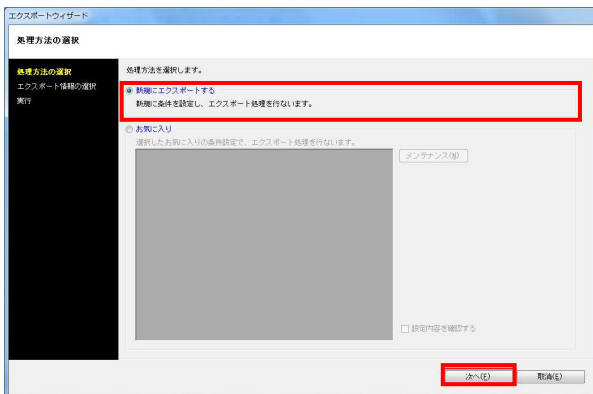 エクスポートウィザード
処理方法の選択
処理方法の選択
エクスポート情報の選択
実行
処理方法を選択します。
新規にエクスポートする
新規に条件を設定し、エクスポート処理を行ないます。
お気に入り
選択したお気に入りの条件設定で、エクスポート処理を行ないます。
メンテナンス(M)
設定内容を確認する
次へ(F)
取消(E)